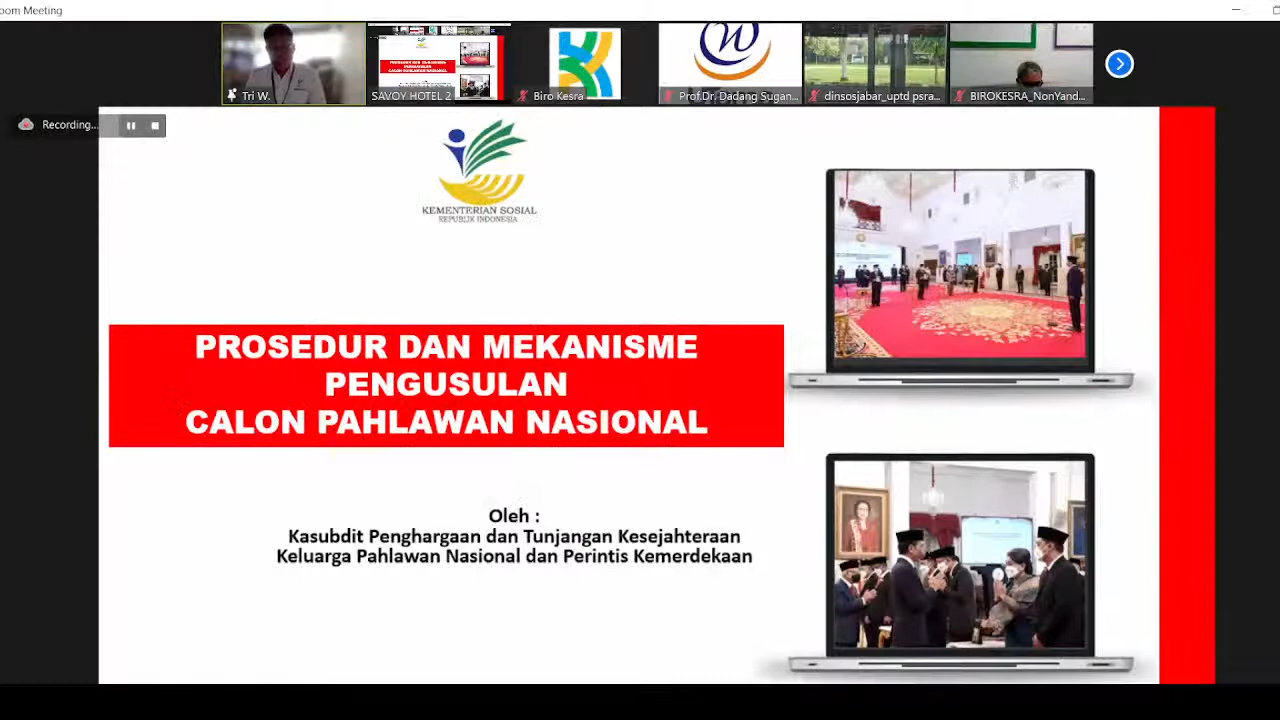 oom Meeting
Tri W.
SAVOY HOTEL 2
Biro Kesra
Prof.Dr. Dadang Sugan...
dinsosjabar_uptd psra...
BIROKESRA_NonYand...
Recording...
KEMENTERIAN SOSIAL
REPUBLIK INDONESIA
PROSEDUR DAN MEKANISME
PENGUSULAN
CALON PAHLAWAN NASIONAL
Oleh :
Kasubdit Penghargaan dan Tunjangan Kesejahteraan
Keluarga Pahlawan Nasional dan Perintis Kemerdekaan